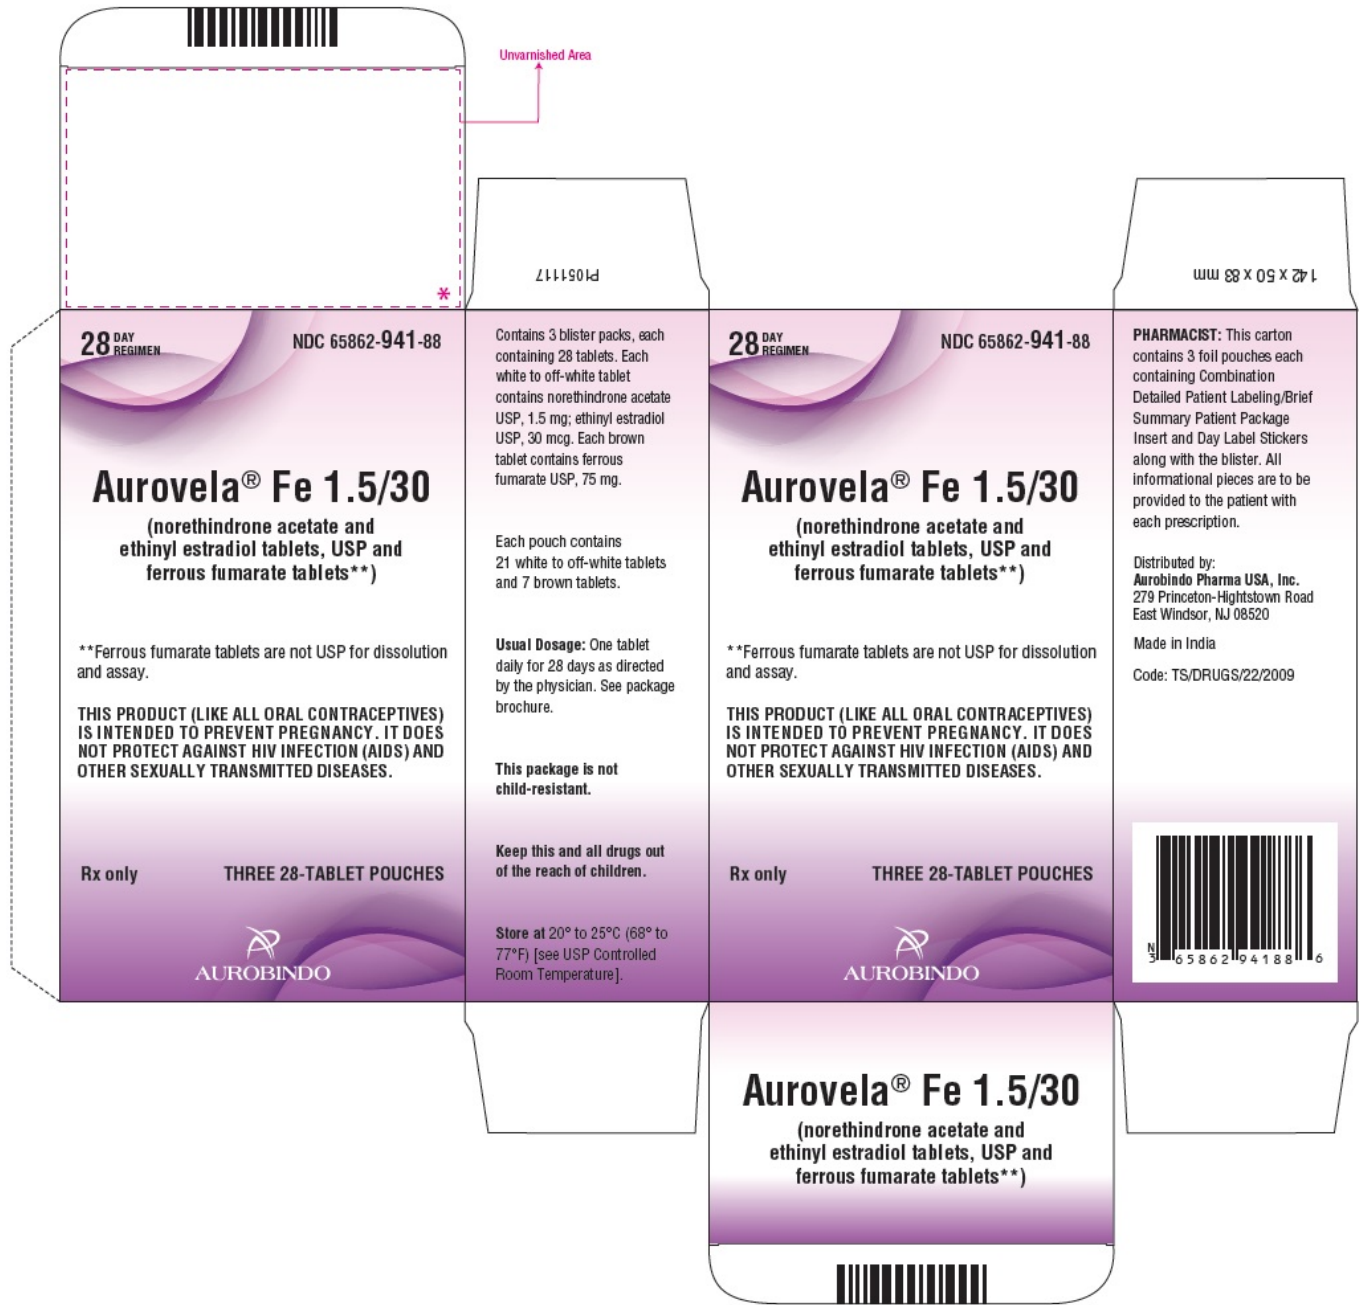 Unvarnished Area
*
P1051117
142 x 50 x 83 mm
28 DAY REGIMEN
NDC 65862-941-88
Aurovela® Fe 1.5/30
(norethindrone acetate and
ethinyl estradiol tablets, USP and
ferrous fumarate tablets**)
**Ferrous fumarate tablets are not USP for dissolution
and assay.
THIS PRODUCT (LIKE ALL ORAL CONTRACEPTIVES)
IS INTENDED TO PREVENT PREGNANCY. IT DOES
NOT PROTECT AGAINST HIV INFECTION (AIDS) AND
OTHER SEXUALLY TRANSMITTED DISEASES.
Rx only
THREE 28-TABLET POUCHES
AUROBINDO
Contains 3 blister packs, each
containing 28 tablets. Each
white to off-white tablet
contains norethindrone acetate
USP, 1.5 mg; ethinyl estradiol
USP, 30 mcg. Each brown
tablet contains ferrous
fumarate USP, 75 mg.
Each pouch contains
21 white to off-white tablets
and 7 brown tablets.
Usual Dosage: One tablet
daily for 28 days as directed
by the physician. See package
brochure.
This package is not
child-resistant.
Keep this and all drugs out
of the reach of children.
Store at 20° to 25°C (68° to
77°F) [see USP Controlled
Room Temperature].
28 DAY REGIMEN
NDC 65862-941-88
Aurovela® Fe 1.5/30
(norethindrone acetate and
ethinyl estradiol tablets, USP and
ferrous fumarate tablets**)
**Ferrous fumarate tablets are not USP for dissolution
and assay.
THIS PRODUCT (LIKE ALL ORAL CONTRACEPTIVES)
IS INTENDED TO PREVENT PREGNANCY. IT DOES
NOT PROTECT AGAINST HIV INFECTION (AIDS) AND
OTHER SEXUALLY TRANSMITTED DISEASES.
Rx only
THREE 28-TABLET POUCHES
AUROBINDO
PHARMACIST: This carton
contains 3 foil pouches each
containing Combination
Detailed Patient Labeling/Brief
Summary Patient Package
Insert and Day Label Stickers
along with the blister. All
informational pieces are to be
provided to the patient with
each prescription.
Distributed by:
Aurobindo Pharma USA, Inc.
279 Princeton-Hightstown Road
East Windsor, NJ 08520
Made in India
Code: TS/DRUGS/22/2009
N
3 65862 94188 6
Aurovela® Fe 1.5/30
(norethindrone acetate and
ethinyl estradiol tablets, USP and
ferrous fumarate tablets**)